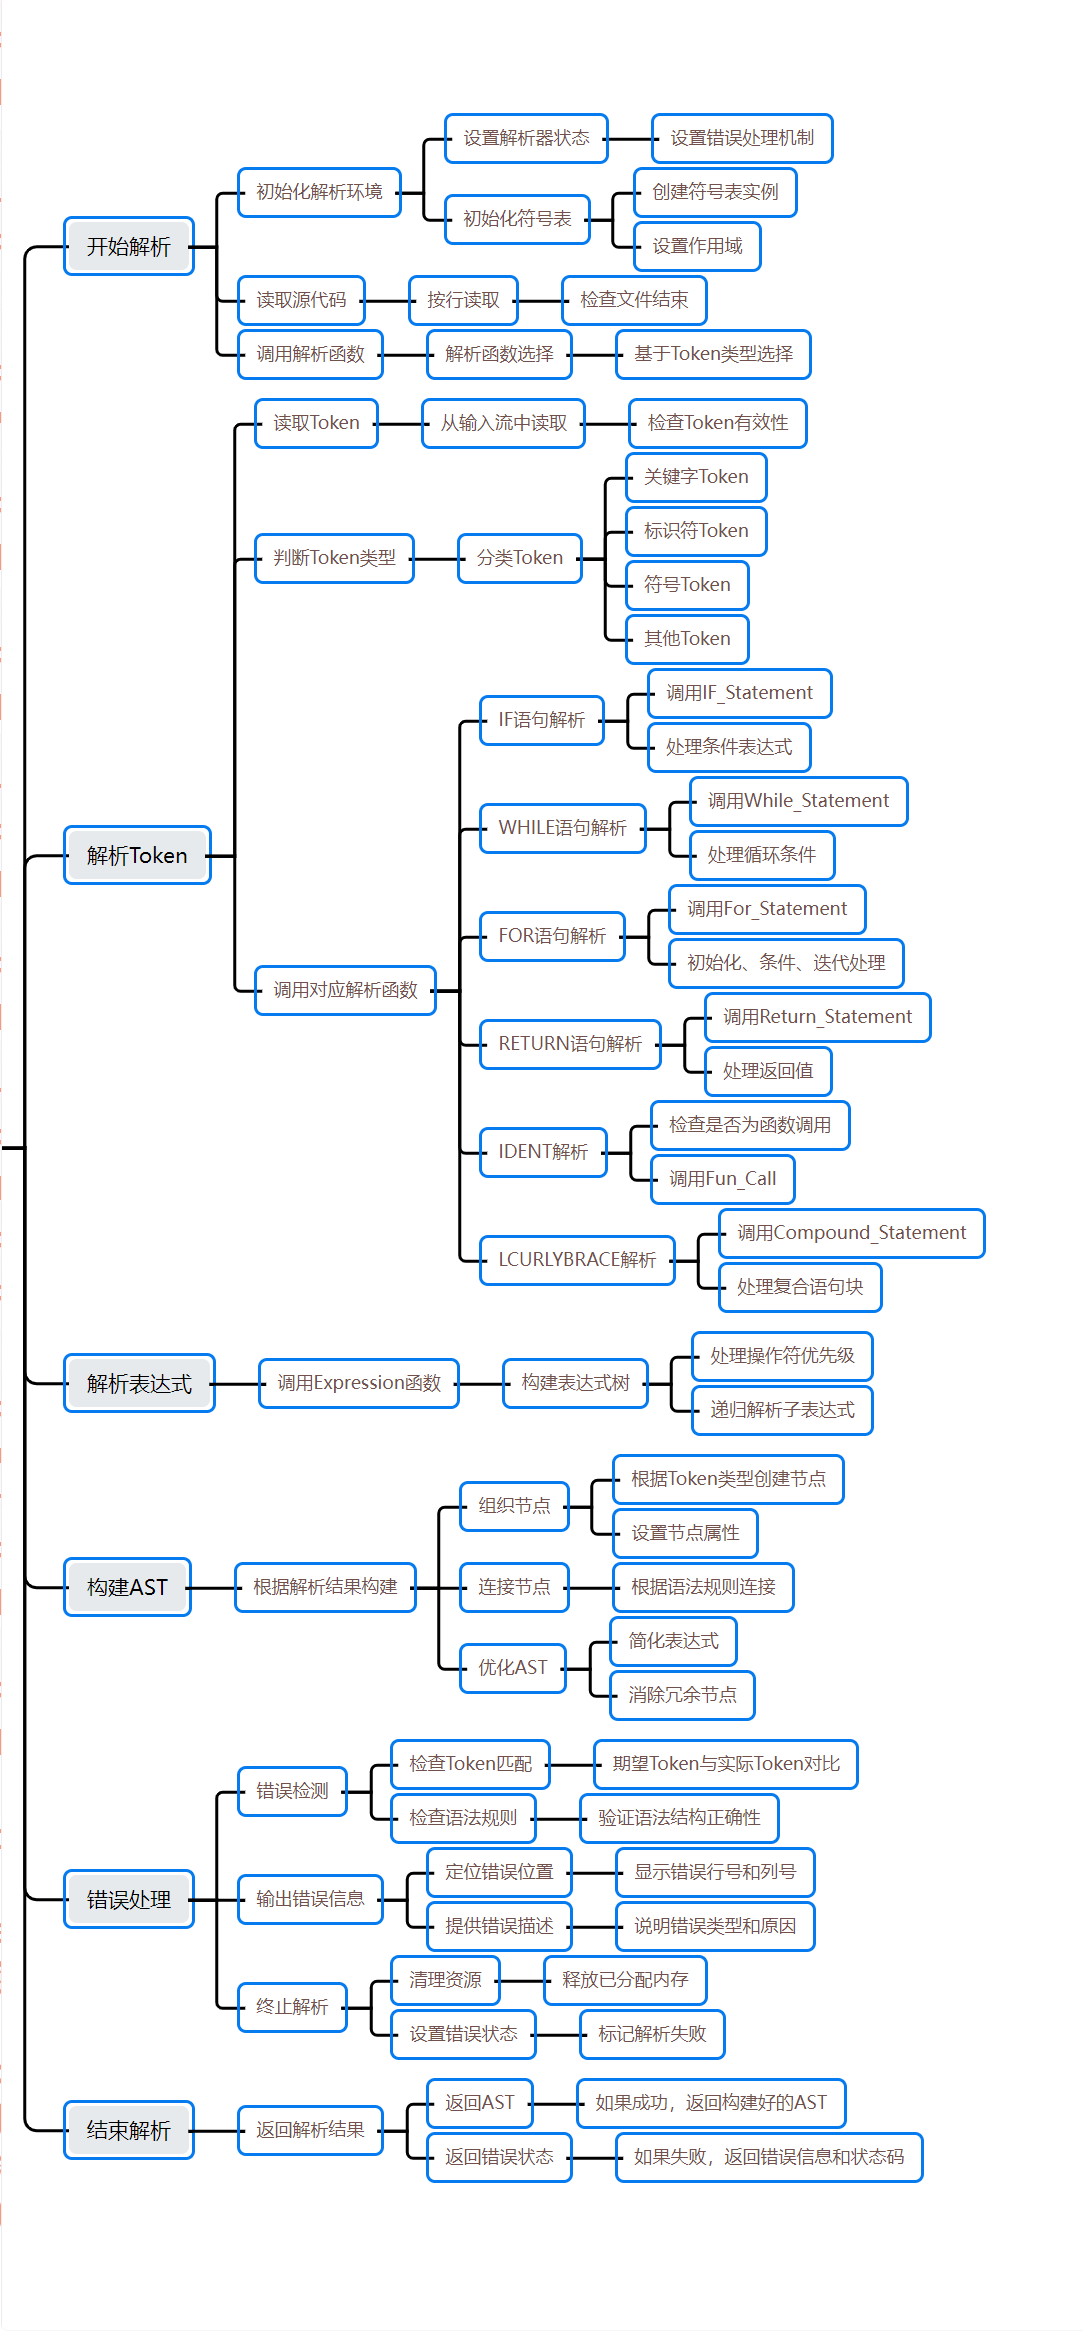 开始解析
初始化解析环境
设置解析器状态
设置错误处理机制
初始化符号表
创建符号表实例
设置作用域
读取源代码
按行读取
检查文件结束
调用解析函数
解析函数选择
基于Token类型选择
解析Token
读取Token
从输入流中读取
检查Token有效性
判断Token类型
分类Token
关键字Token
标识符Token
符号Token
其他Token
调用对应解析函数
IF语句解析
调用IF_Statement
处理条件表达式
WHILE语句解析
调用While_Statement
处理循环条件
FOR语句解析
调用For_Statement
初始化、条件、迭代处理
RETURN语句解析
调用Return_Statement
处理返回值
IDENT解析
检查是否为函数调用
调用Fun_Call
LCURLYBRACE解析
调用Compound_Statement
处理复合语句块
解析表达式
调用Expression函数
构建表达式树
处理操作符优先级
递归解析子表达式
构建AST
根据解析结果构建
组织节点
根据Token类型创建节点
设置节点属性
连接节点
根据语法规则连接
优化AST
简化表达式
消除冗余节点
错误处理
错误检测
检查Token匹配
期望Token与实际Token对比
检查语法规则
验证语法结构正确性
输出错误信息
定位错误位置
显示错误行号和列号
提供错误描述
说明错误类型和原因
终止解析
清理资源
释放已分配内存
设置错误状态
标记解析失败
结束解析
返回解析结果
返回AST
如果成功，返回构建好的AST
返回错误状态
如果失败，返回错误信息和状态码